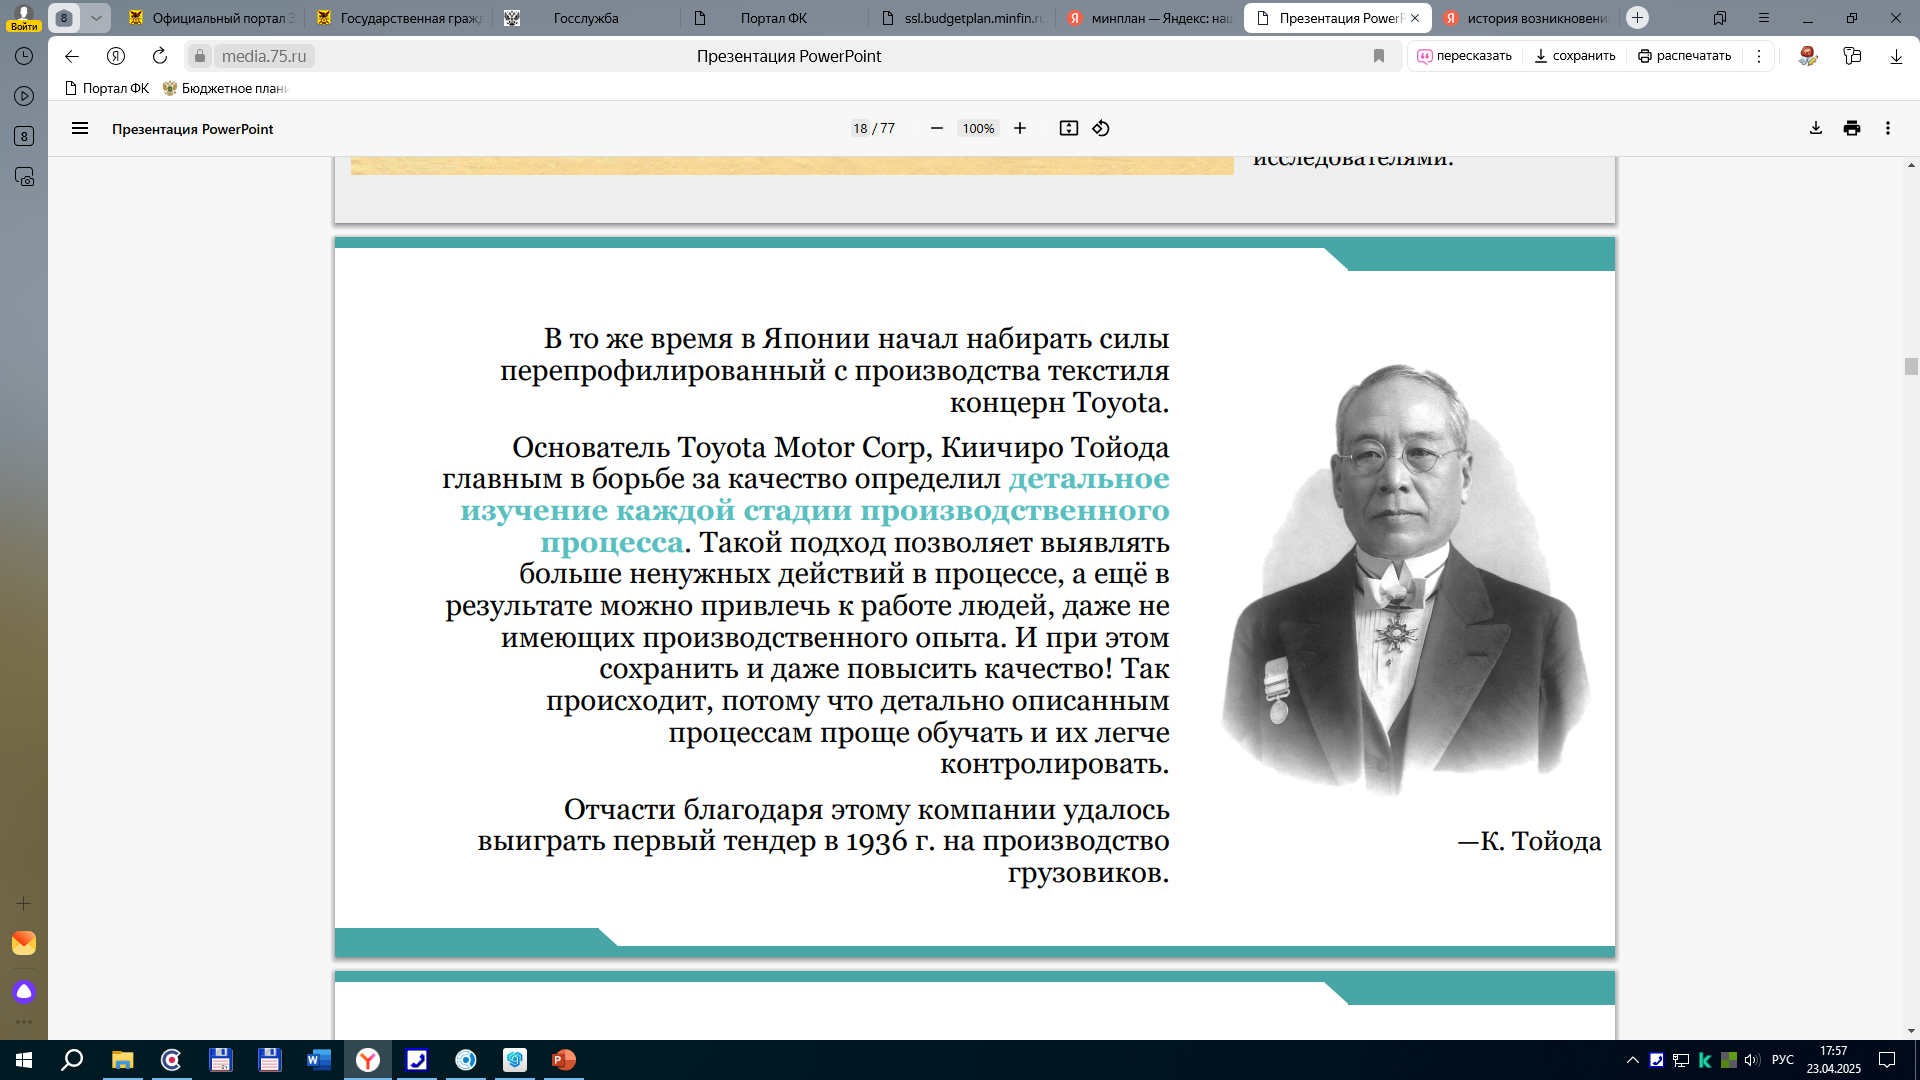 Войти
8
Официальный портал З
Государственная гражд
Госслужба
Портал ФК
ssl.budgetplan.minfin.ru
минплан — Яндекс: наш
Презентация PowerP
история возникновени
media.75.ru
Презентация PowerPoint
пересказать
сохранить
распечатать
Портал ФК
Бюджетное плани
8
Презентация PowerPoint
18 / 77
100%
исследователями.
В то же время в Японии начал набирать силы
перепрофилированный с производства текстиля
концерн Toyota.
Основатель Toyota Motor Corp, Киичиро Тойода
главным в борьбе за качество определил детальное
изучение каждой стадии производственного
процесса. Такой подход позволяет выявлять
больше ненужных действий в процессе, а ещё в
результате можно привлечь к работе людей, даже не
имеющих производственного опыта. И при этом
сохранить и даже повысить качество! Так
происходит, потому что детально описанным
процессам проще обучать и их легче
контролировать.
Отчасти благодаря этому компании удалось
выиграть первый тендер в 1936 г. на производство
грузовиков.
—К. Тойода
РУС
17:57
23.04.2025